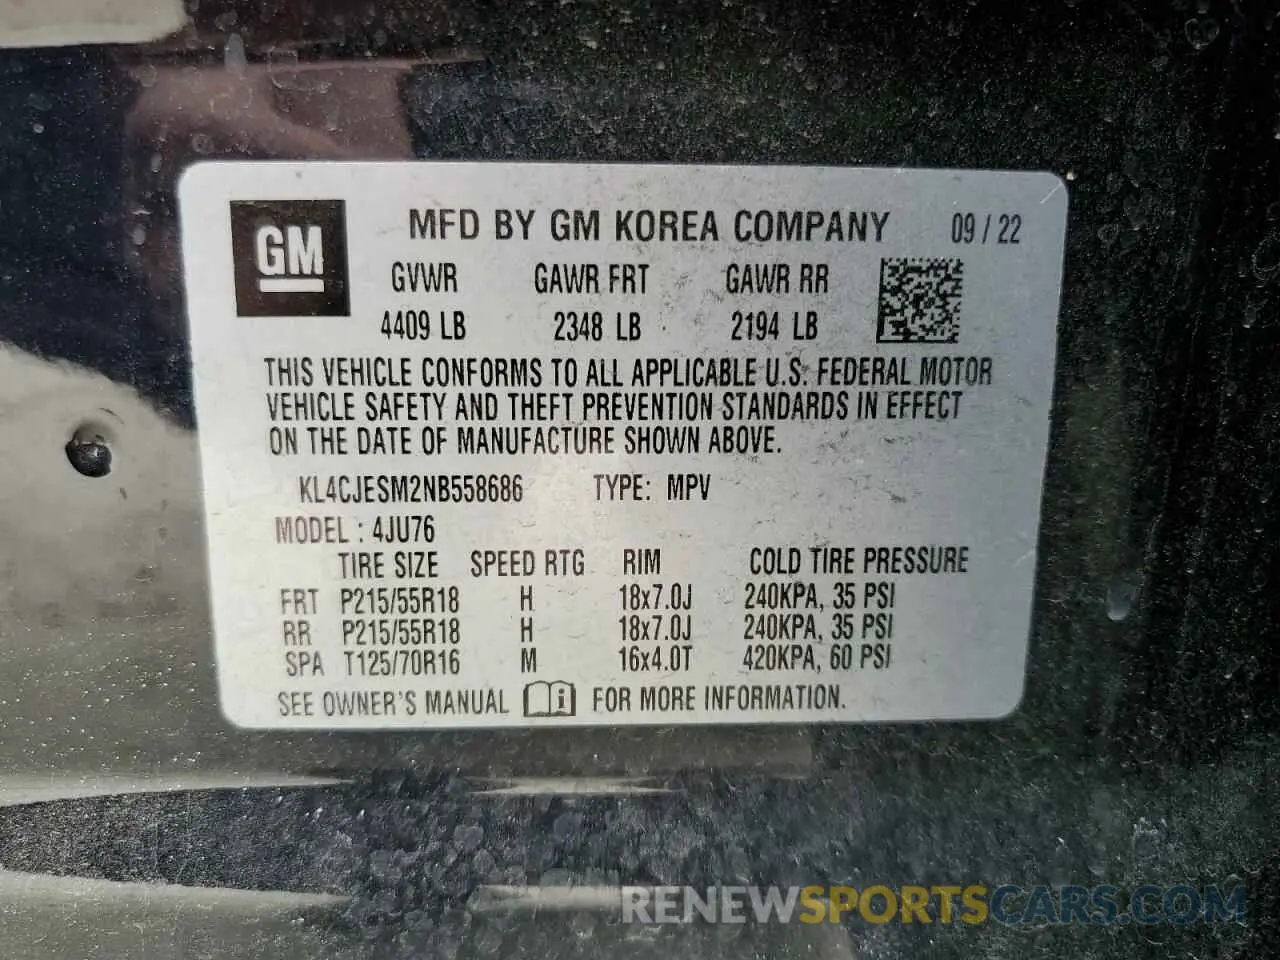 GM
MFD BY GM KOREA COMPANY 09 / 22
GVWR GAWR FRT GAWR RR
4409 LB 2348 LB 2194 LB
THIS VEHICLE CONFORMS TO ALL APPLICABLE U.S. FEDERAL MOTOR
VEHICLE SAFETY AND THEFT PREVENTION STANDARDS IN EFFECT
ON THE DATE OF MANUFACTURE SHOWN ABOVE.
KL4CJESM2NB558686 TYPE: MPV
MODEL : 4JU76
TIRE SIZE SPEED RTG RIM COLD TIRE PRESSURE
FRT P215/55R18 H 18x7.0J 240KPA, 35 PSI
RR P215/55R18 H 18x7.0J 240KPA, 35 PSI
SPA T125/70R16 M 16x4.0T 420KPA, 60 PSI
SEE OWNER'S MANUAL i FOR MORE INFORMATION.
RENEWSPORTSCARS.COM